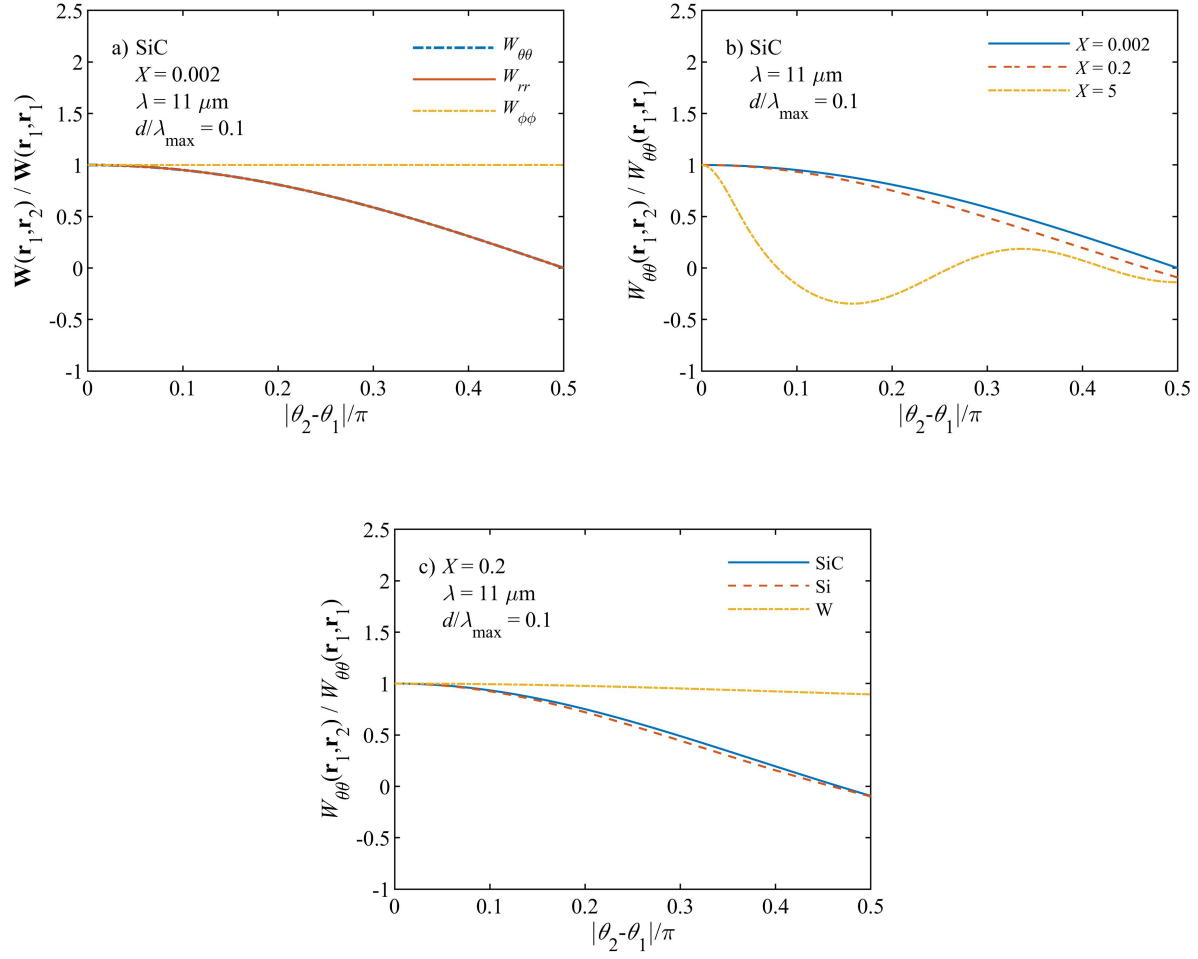 a) SiC
X = 0.002
λ = 11 μm
d/λmax = 0.1
Wθθ
Wrr
Wϕϕ
2.5
2
1.5
1
0.5
0
-0.5
-1
0 0.1 0.2 0.3 0.4 0.5
|θ2-θ1|/π
W(r1,r2) / W(r1,r1)
b) SiC
λ = 11 μm
d/λmax = 0.1
X = 0.002
X = 0.2
X = 5
2.5
2
1.5
1
0.5
0
-0.5
-1
0 0.1 0.2 0.3 0.4 0.5
|θ2-θ1|/π
Wθθ(r1,r2) / Wθθ(r1,r1)
c) X = 0.2
λ = 11 μm
d/λmax = 0.1
SiC
Si
W
2.5
2
1.5
1
0.5
0
-0.5
-1
0 0.1 0.2 0.3 0.4 0.5
|θ2-θ1|/π
Wθθ(r1,r2) / Wθθ(r1,r1)